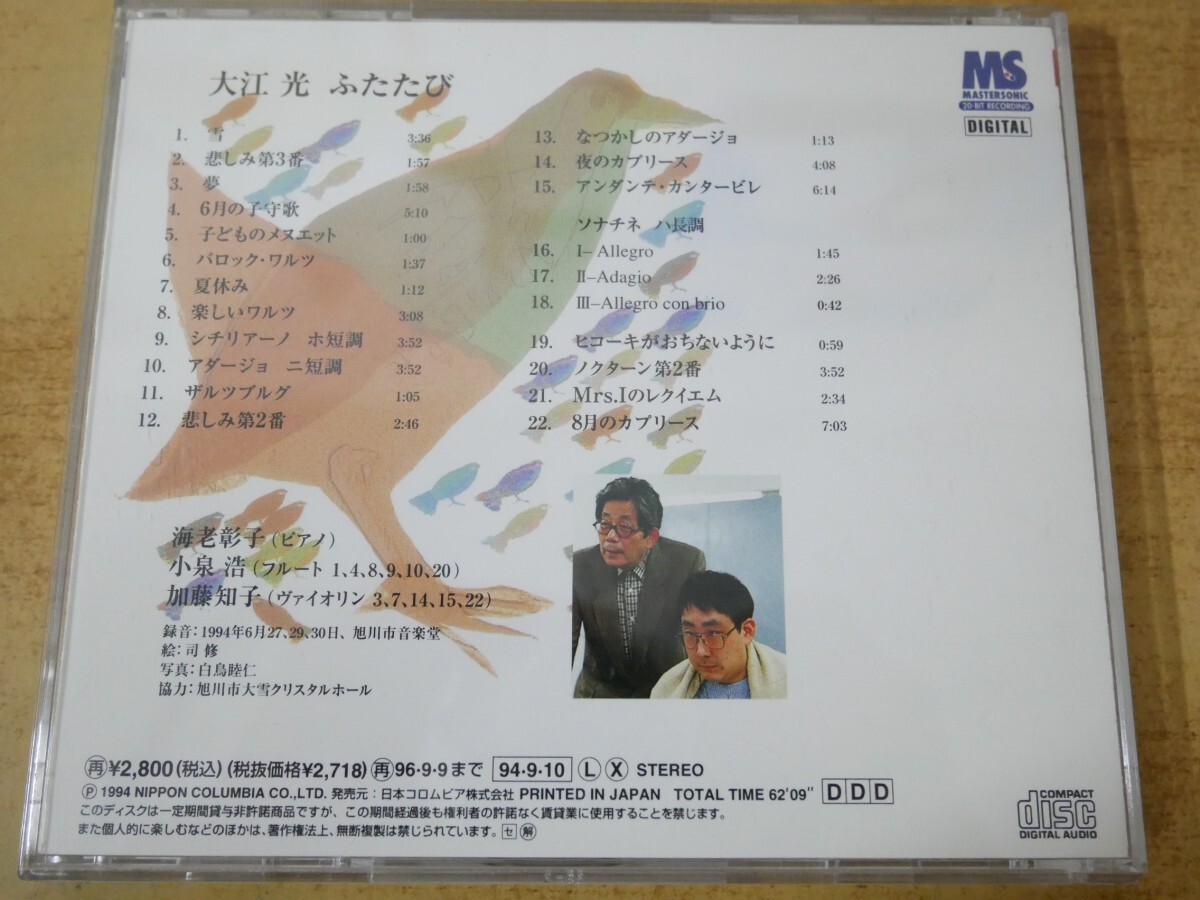 大江 光 ふたたび
1. 雪 3:36
2. 悲しみ第3番 1:57
3. 夢 1:58
4. 6月の子守歌 5:10
5. 子どものメヌエット 1:00
6. バロック・ワルツ 1:37
7. 夏休み 1:12
8. 楽しいワルツ 3:08
9. シチリアーノ ホ短調 3:52
10. アダージョ ニ短調 3:52
11. ザルツブルグ 1:05
12. 悲しみ第2番 2:46
13. なつかしのアダージョ 1:13
14. 夜のカプリース 4:08
15. アンダンテ・カンタービレ 6:14
ソナチネ ハ長調
16. I–Allegro 1:45
17. II–Adagio 2:26
18. III–Allegro con brio 0:42
19. ヒコーキがおちないように 0:59
20. ノクターン第2番 3:52
21. Mrs.Iのレクイエム 2:34
22. 8月のカプリース 7:03
MS
MASTERSONIC
20-BIT RECORDING
DIGITAL
海老彰子(ピアノ)
小泉 浩(フルート 1、4、8、9、10、20)
加藤知子(ヴァイオリン 3、7、14、15、22)
録音:1994年6月27、29、30日、旭川市音楽堂
絵:司 修
写真:白鳥睦仁
協力:旭川市大雪クリスタルホール
再¥2,800(税込)(税抜価格¥2,718)再96・9・9まで 94・9・10 L X STEREO
℗ 1994 NIPPON COLUMBIA CO.,LTD. 発売元:日本コロムビア株式会社 PRINTED IN JAPAN TOTAL TIME 62'09" DDD
このディスクは一定期間貸与非許諾商品ですが、この期間経過後も権利者の許諾なく賃貸業に使用することを禁じます。
また個人的に楽しむなどのほかは、著作権法上、無断複製は禁じられています。セ 解
COMPACT
disc
DIGITAL AUDIO